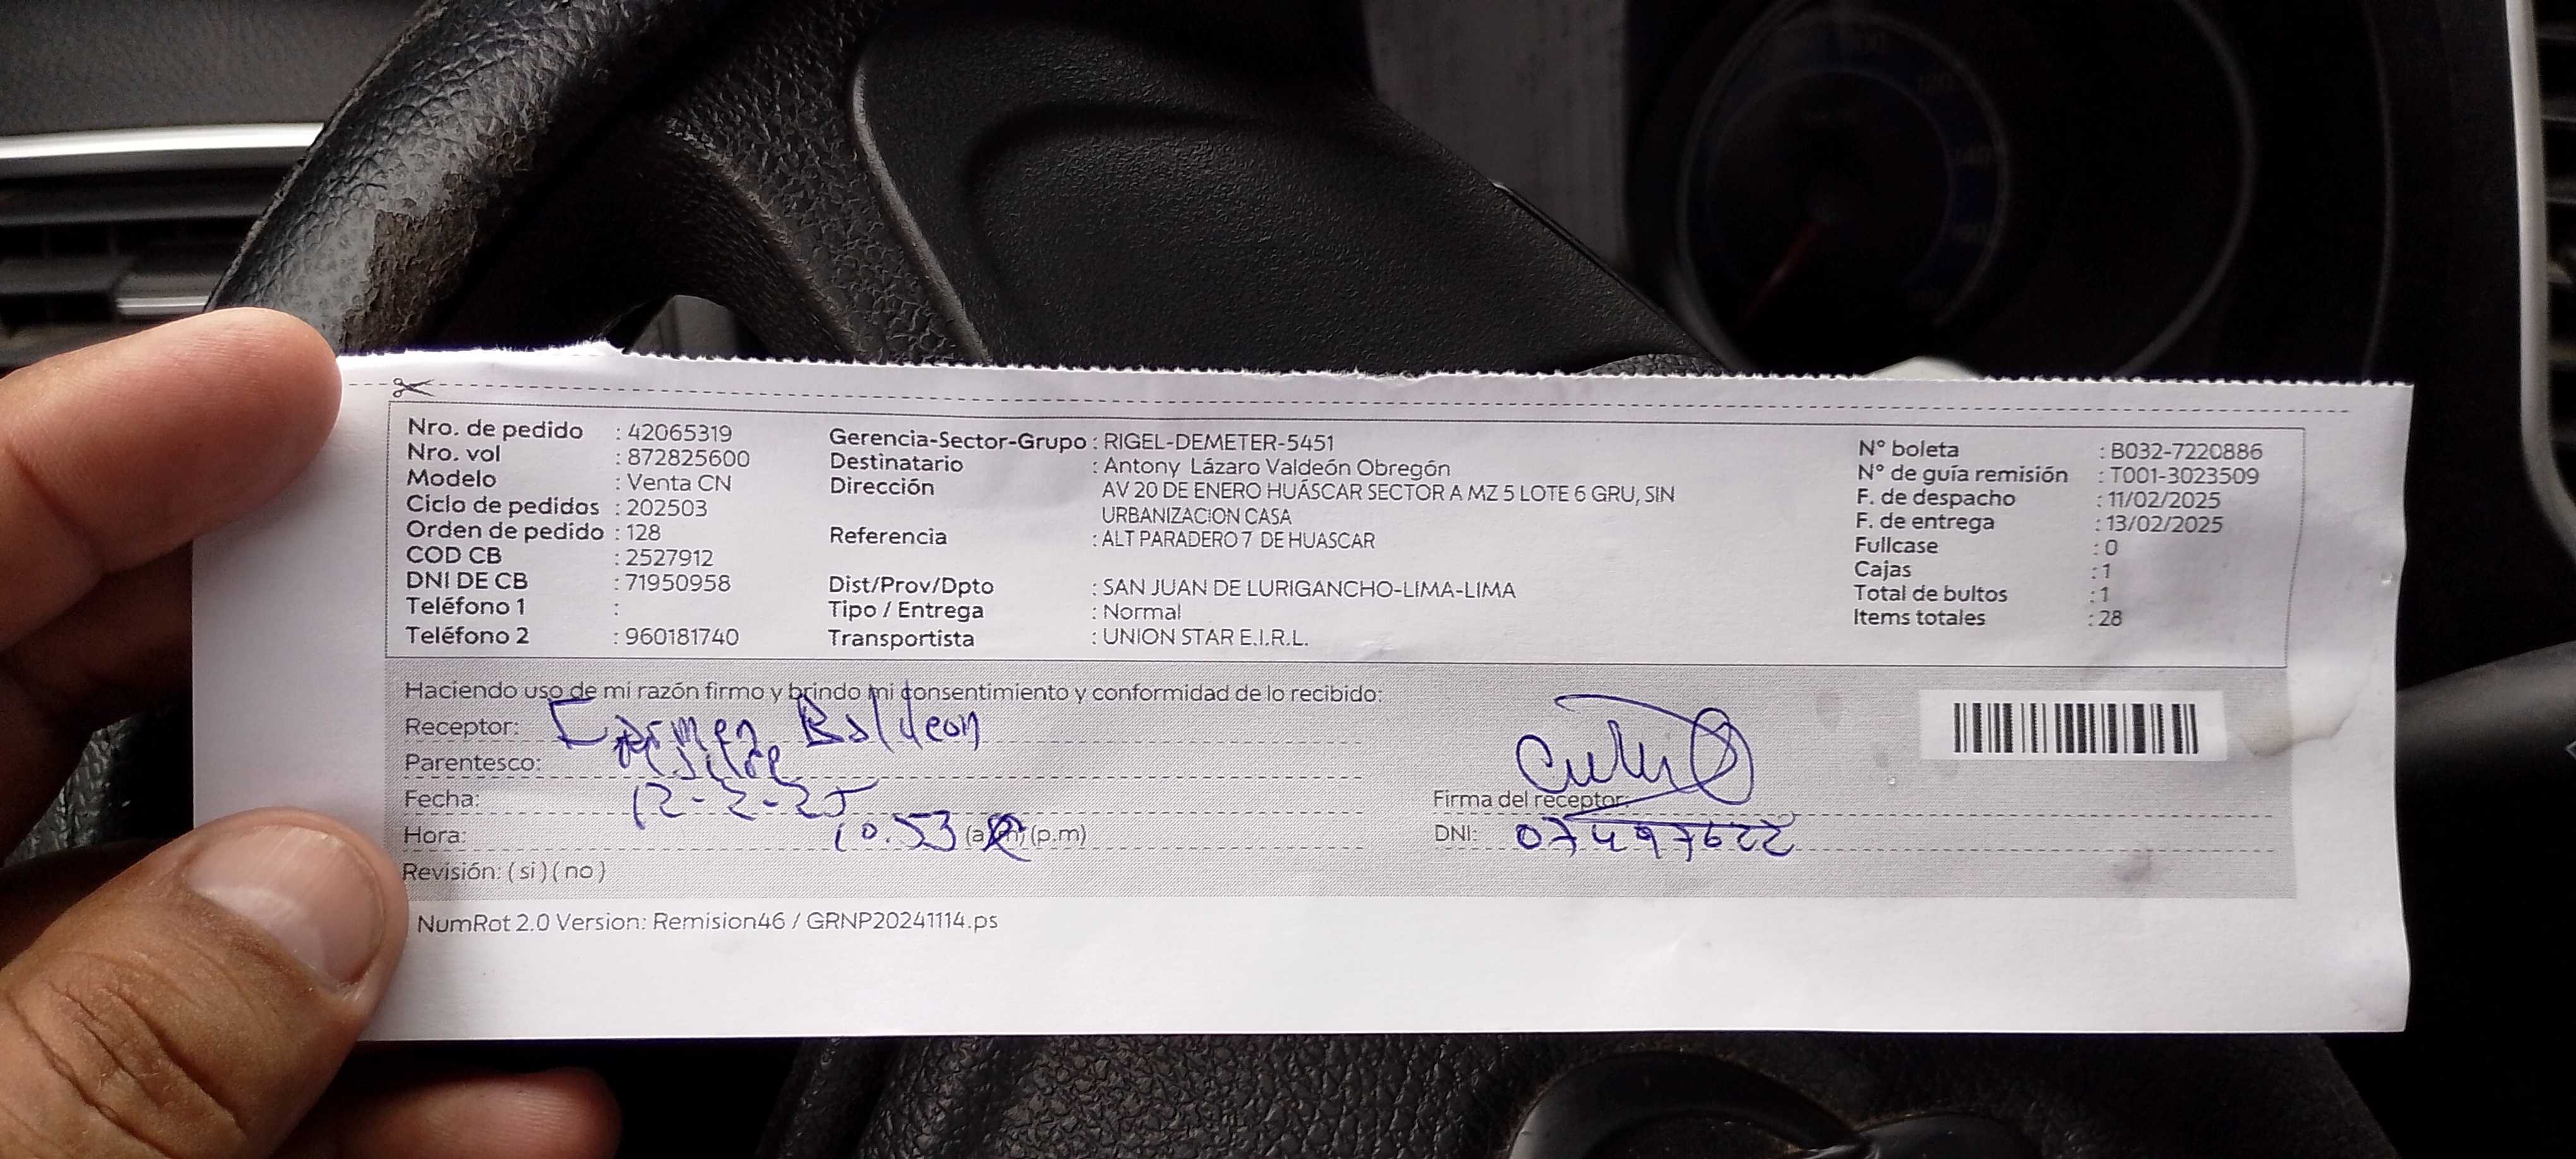 Nro. de pedido : 42065319
Nro. vol : 872825600
Modelo : Venta CN
Ciclo de pedidos : 202503
Orden de pedido : 128
COD CB : 2527912
DNI DE CB : 71950958
Teléfono 1 :
Teléfono 2 : 960181740
Gerencia-Sector-Grupo : RIGEL-DEMETER-5451
Destinatario : Antony Lázaro Valdeón Obregón
Dirección AV 20 DE ENERO HUÁSCAR SECTOR A MZ 5 LOTE 6 GRU, SIN
URBANIZACION CASA
Referencia : ALT PARADERO 7 DE HUASCAR
Dist/Prov/Dpto : SAN JUAN DE LURIGANCHO-LIMA-LIMA
Tipo / Entrega : Normal
Transportista : UNION STAR E.I.R.L.
N° boleta : B032-7220886
N° de guía remisión : T001-3023509
F. de despacho : 11/02/2025
F. de entrega : 13/02/2025
Fullcase : 0
Cajas : 1
Total de bultos : 1
Items totales : 28
Haciendo uso de mi razón firmo y brindo mi consentimiento y conformidad de lo recibido:
Receptor: Carmen Baldeon
Parentesco:
Fecha: 12-2-25
Hora: 10.53 (a.m) (p.m)
Revisión: (si) (no)
Firma del receptor:
DNI: 07497622
NumRot 2.0 Version: Remision46 / GRNP20241114.ps